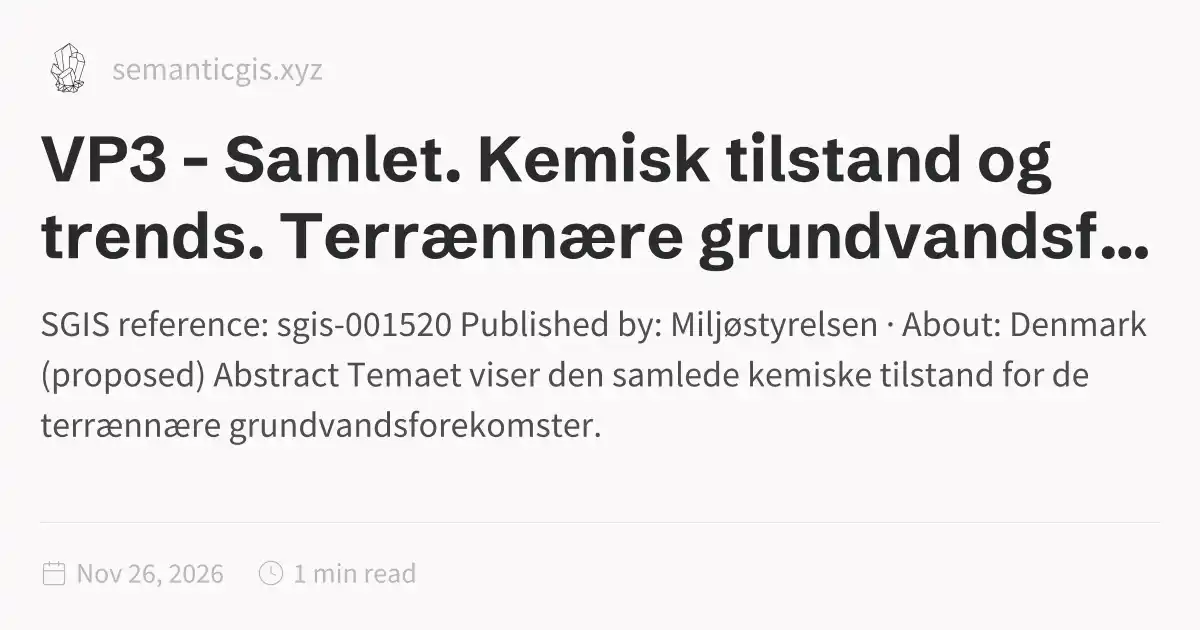 semanticgis.xyz
VP3 - Samlet. Kemisk tilstand og
trends. Terrænnære grundvandsf...
SGIS reference: sgis-001520 Published by: Miljøstyrelsen · About: Denmark
(proposed) Abstract Temaet viser den samlede kemiske tilstand for de
terrænnære grundvandsforekomster.
Nov 26, 2026 1 min read